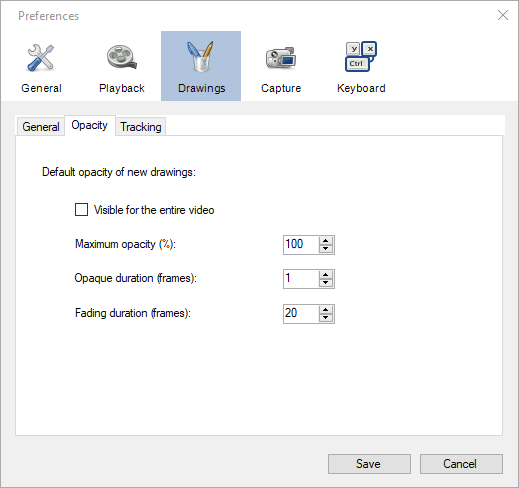 Preferences
y x
Ctrl
General Playback Drawings Capture Keyboard
General Opacity Tracking
Default opacity of new drawings:
Visible for the entire video
Maximum opacity (%): 100
Opaque duration (frames): 1
Fading duration (frames): 20
Save Cancel